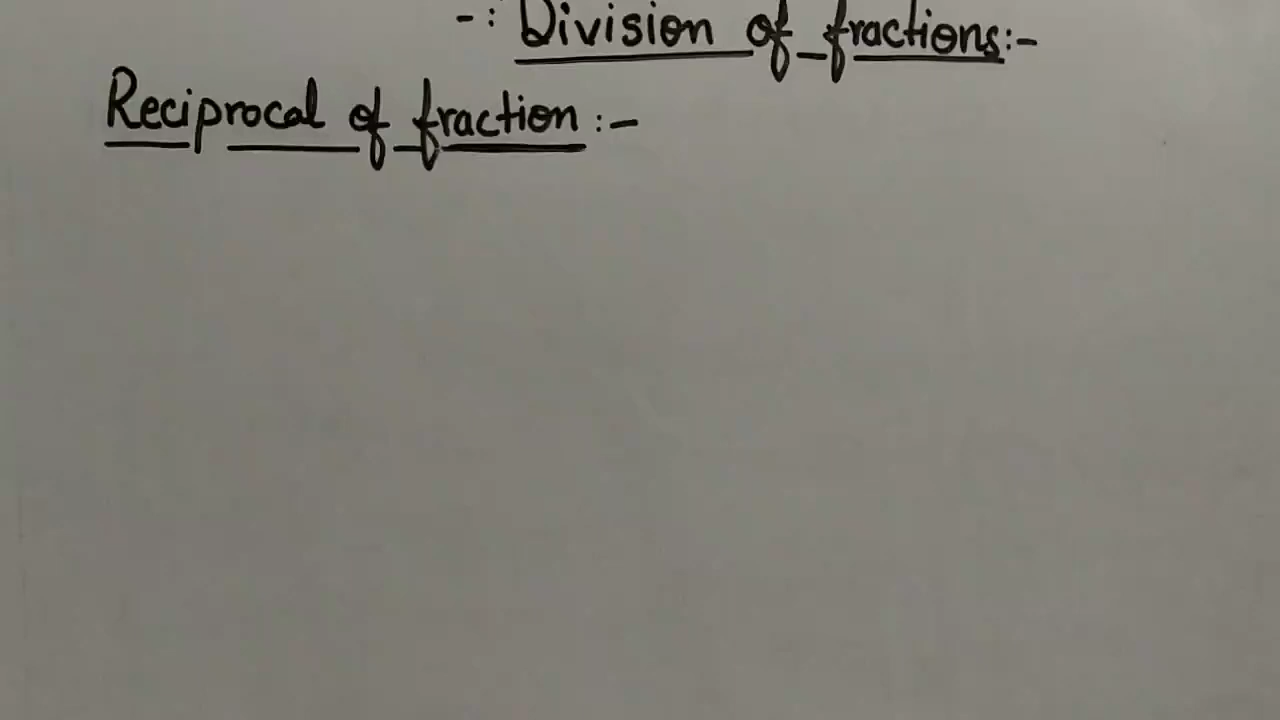 -: Division of fractions:-
Reciprocal of fraction :-